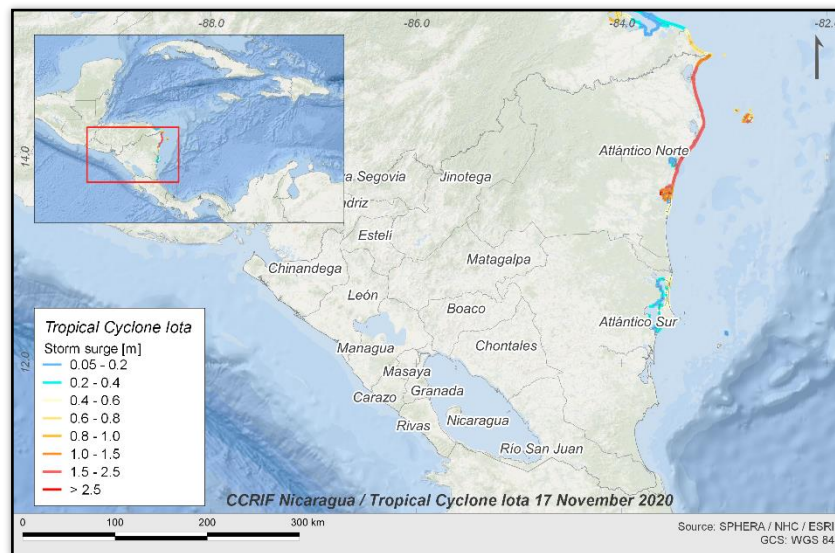 -88.0
-86.0
-84.0
-82.0
14.0
12.0
Atlántico Norte
Jinotega
Segovia
driz
Estelí
Matagalpa
Chinandega
León
Boaco
Atlántico Sur
Managua
Chontales
Masaya
Granada
Carazo
Rivas
Nicaragua
Río San Juan
Tropical Cyclone Iota
Storm surge [m]
0.05 - 0.2
0.2 - 0.4
0.4 - 0.6
0.6 - 0.8
0.8 - 1.0
1.0 - 1.5
1.5 - 2.5
> 2.5
CCRIF Nicaragua / Tropical Cyclone Iota 17 November 2020
0 100 200 300 km
Source: SPHERA / NHC / ESRI
GCS: WGS 84